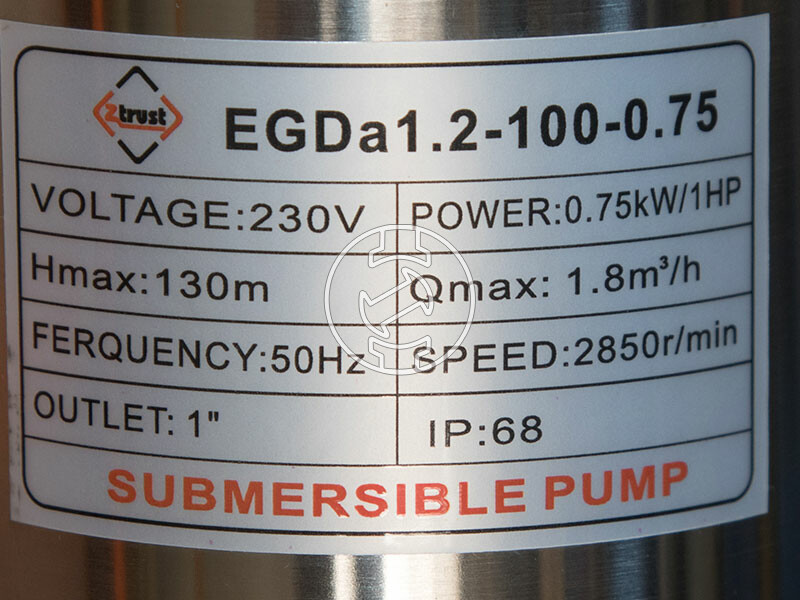 Ztrust
EGDa1.2-100-0.75
VOLTAGE:230V POWER:0.75kW/1HP
Hmax:130m Qmax: 1.8m³/h
FERQUENCY:50Hz SPEED:2850r/min
OUTLET: 1" IP:68
SUBMERSIBLE PUMP